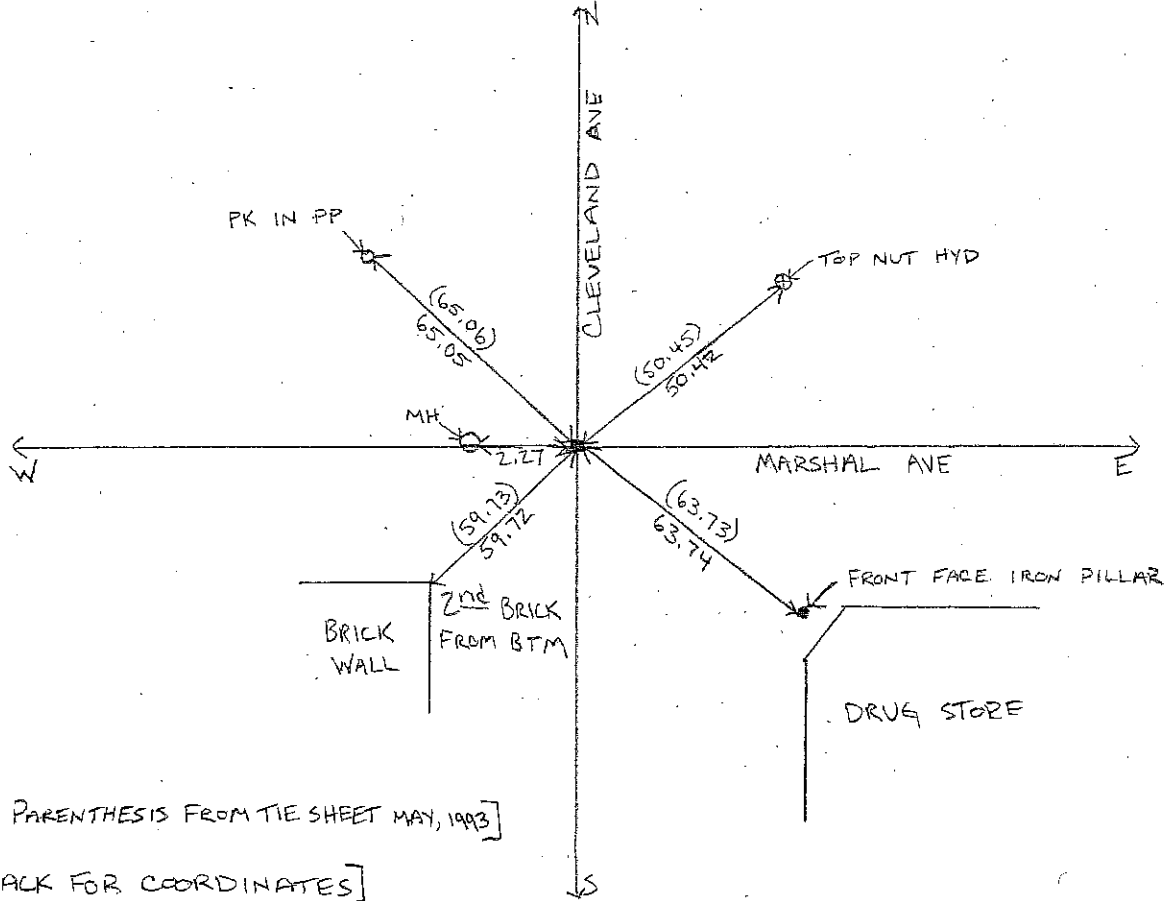 N
CLEVELAND AVE
PK IN PP
TOP NUT HYD
(65.06)
65.05
(50.45)
50.42
MH
2.27
W
MARSHAL AVE
E
(59.73)
59.72
(63.73)
63.74
FRONT FACE IRON PILLAR
2nd BRICK
FROM BTM
BRICK
WALL
DRUG STORE
PARENTHESIS FROM TIE SHEET MAY, 1993]
ACK FOR COORDINATES]
S